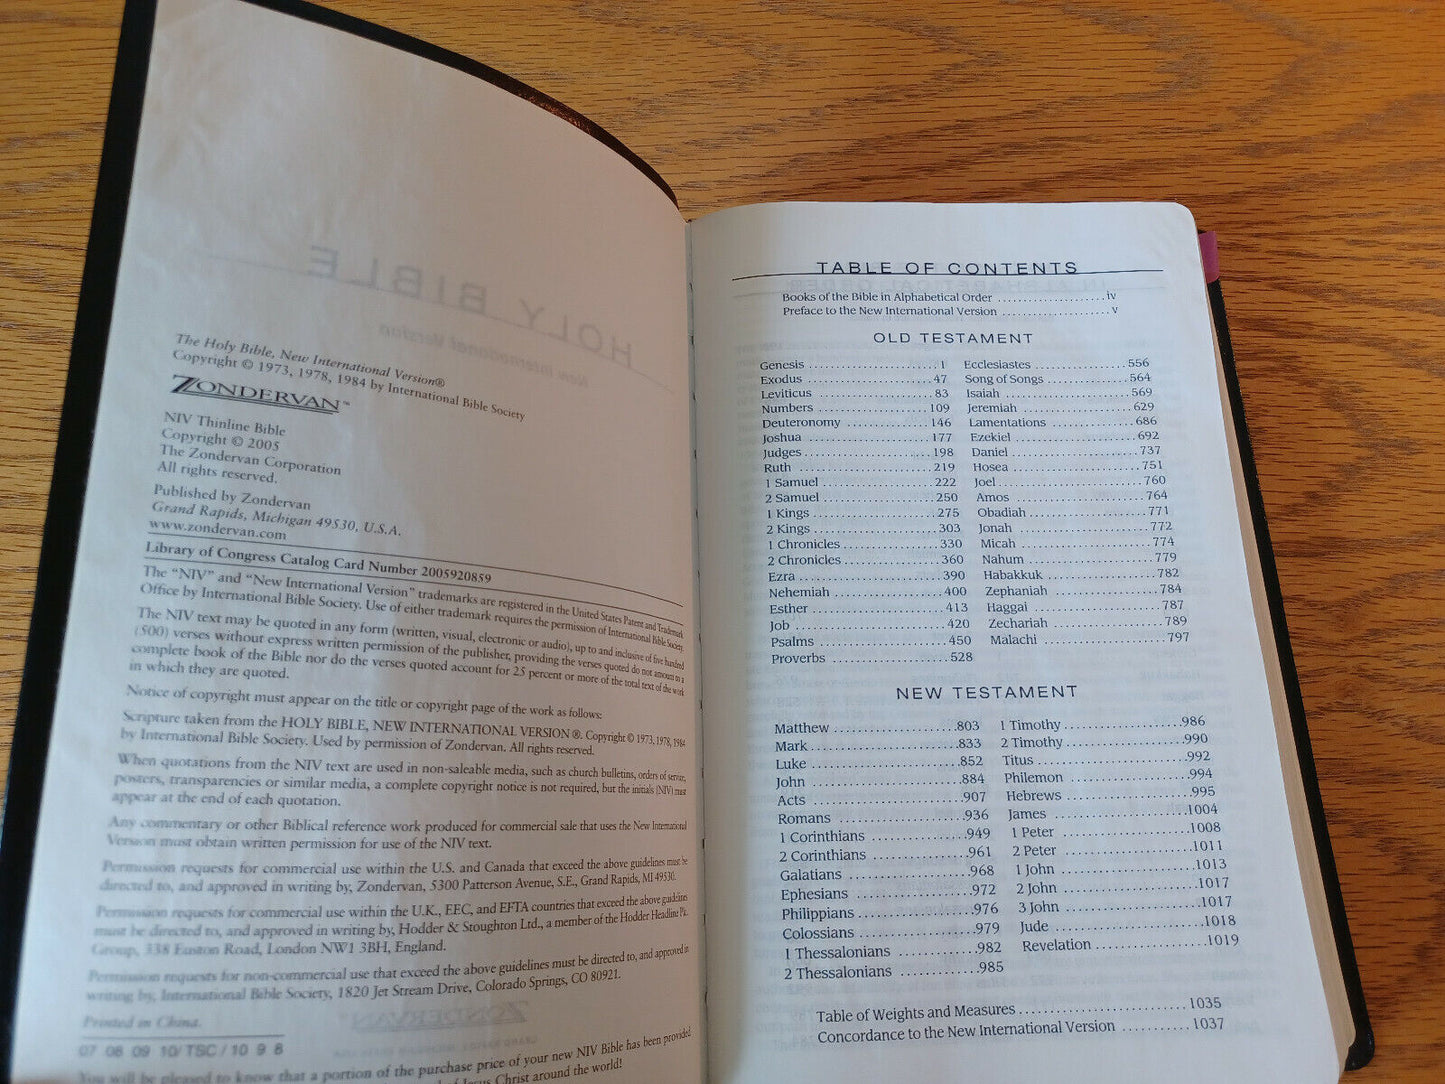 HOLY BIBLE
New International Version
The Holy Bible, New International Version®
Copyright © 1973, 1978, 1984 by International Bible Society
ZONDERVAN™
NIV Thinline Bible
Copyright © 2005
The Zondervan Corporation
All rights reserved.
Published by Zondervan
Grand Rapids, Michigan 49530, U.S.A.
www.zondervan.com
Library of Congress Catalog Card Number 2005920859
The “NIV” and “New International Version” trademarks are registered in the United States Patent and Trademark
Office by International Bible Society. Use of either trademark requires the permission of International Bible Society.
The NIV text may be quoted in any form (written, visual, electronic or audio), up to and inclusive of five hundred
(500) verses without express written permission of the publisher, providing the verses quoted do not amount to a
complete book of the Bible nor do the verses quoted account for 25 percent or more of the total text of the work
in which they are quoted.
Notice of copyright must appear on the title or copyright page of the work as follows:
Scripture taken from the HOLY BIBLE, NEW INTERNATIONAL VERSION ®. Copyright © 1973, 1978, 1984
by International Bible Society. Used by permission of Zondervan. All rights reserved.
When quotations from the NIV text are used in non-saleable media, such as church bulletins, orders of service,
posters, transparencies or similar media, a complete copyright notice is not required, but the initials (NIV) must
appear at the end of each quotation.
Any commentary or other Biblical reference work produced for commercial sale that uses the New International
Version must obtain written permission for use of the NIV text.
Permission requests for commercial use within the U.S. and Canada that exceed the above guidelines must be
directed to, and approved in writing by, Zondervan, 5300 Patterson Avenue, S.E., Grand Rapids, MI 49530.
Permission requests for commercial use within the U.K., EEC, and EFTA countries that exceed the above guidelines
must be directed to, and approved in writing by, Hodder & Stoughton Ltd., a member of the Hodder Headline Plc.
Group, 338 Euston Road, London NW1 3BH, England.
Permission requests for non-commercial use that exceed the above guidelines must be directed to, and approved in
writing by, International Bible Society, 1820 Jet Stream Drive, Colorado Springs, CO 80921.
Printed in China.
07 08 09 10/ TSC / 10 9 8
You will be pleased to know that a portion of the purchase price of your new NIV Bible has been provided
of Jesus Christ around the world!
TABLE OF CONTENTS
Books of the Bible in Alphabetical Order .....................iv
Preface to the New International Version ..................... v
OLD TESTAMENT
Genesis ........................ 1
Exodus ........................ 47
Leviticus ...................... 83
Numbers .................... 109
Deuteronomy ................ 146
Joshua ...................... 177
Judges ...................... 198
Ruth ........................ 219
1 Samuel .................... 222
2 Samuel .................... 250
1 Kings ..................... 275
2 Kings ..................... 303
1 Chronicles ................ 330
2 Chronicles ................ 360
Ezra ........................ 390
Nehemiah .................... 400
Esther ...................... 413
Job ......................... 420
Psalms ...................... 450
Proverbs .................... 528
Ecclesiastes ................ 556
Song of Songs ............... 564
Isaiah ...................... 569
Jeremiah .................... 629
Lamentations ................ 686
Ezekiel ..................... 692
Daniel ...................... 737
Hosea ....................... 751
Joel ........................ 760
Amos ........................ 764
Obadiah ..................... 771
Jonah ....................... 772
Micah ....................... 774
Nahum ....................... 779
Habakkuk .................... 782
Zephaniah ................... 784
Haggai ...................... 787
Zechariah ................... 789
Malachi ..................... 797
NEW TESTAMENT
Matthew ..................... 803
Mark ........................ 833
Luke ........................ 852
John ........................ 884
Acts ........................ 907
Romans ...................... 936
1 Corinthians ............... 949
2 Corinthians ............... 961
Galatians ................... 968
Ephesians ................... 972
Philippians ................. 976
Colossians .................. 979
1 Thessalonians ............. 982
2 Thessalonians ............. 985
1 Timothy ................... 986
2 Timothy ................... 990
Titus ....................... 992
Philemon .................... 994
Hebrews ..................... 995
James ...................... 1004
1 Peter .................... 1008
2 Peter .................... 1011
1 John ..................... 1013
2 John ..................... 1017
3 John ..................... 1017
Jude ....................... 1018
Revelation ................. 1019
Table of Weights and Measures ..................... 1035
Concordance to the New International Version .......... 1037